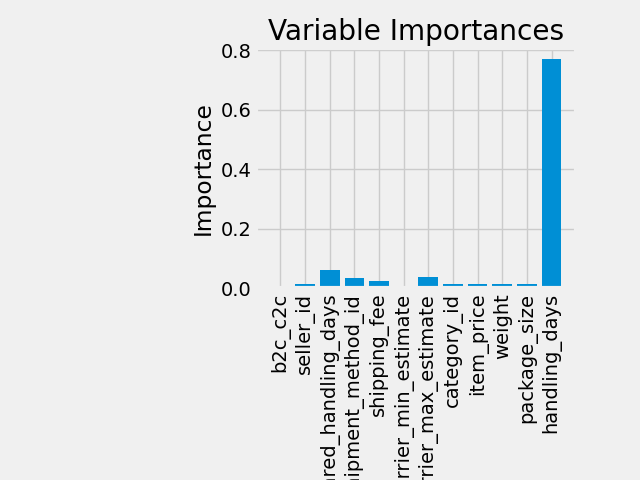 Variable Importances
Importance
0.8
0.6
0.4
0.2
0.0
b2c_c2c
seller_id
ared_handling_days
ipment_method_id
shipping_fee
rrier_min_estimate
rrier_max_estimate
category_id
item_price
weight
package_size
handling_days